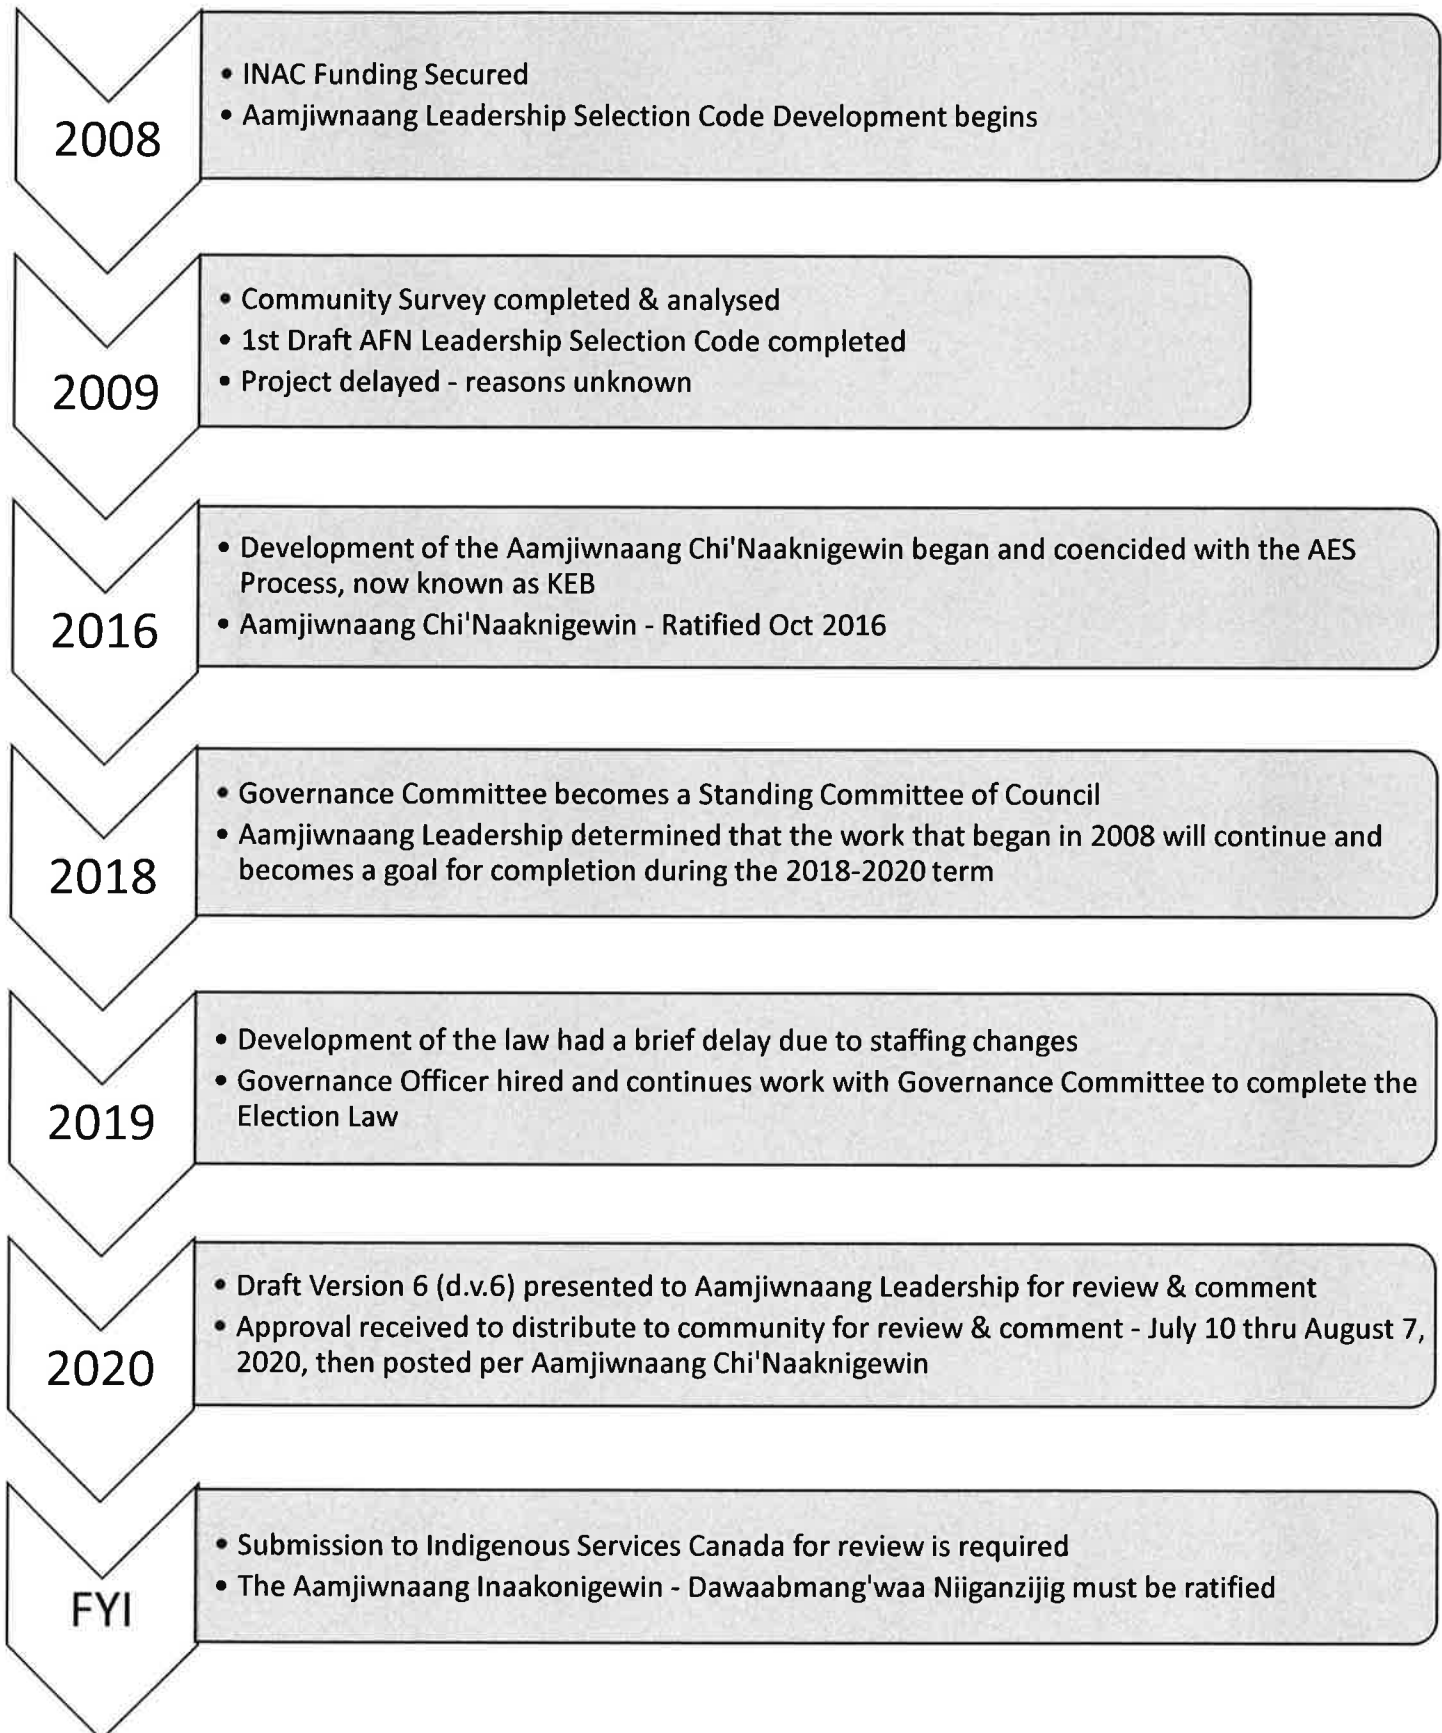 2008
• INAC Funding Secured
• Aamjiwnaang Leadership Selection Code Development begins
2009
• Community Survey completed & analysed
• 1st Draft AFN Leadership Selection Code completed
• Project delayed - reasons unknown
2016
• Development of the Aamjiwnaang Chi'Naaknigewin began and coencided with the AES
Process, now known as KEB
• Aamjiwnaang Chi'Naaknigewin - Ratified Oct 2016
2018
• Governance Committee becomes a Standing Committee of Council
• Aamjiwnaang Leadership determined that the work that began in 2008 will continue and
becomes a goal for completion during the 2018-2020 term
2019
• Development of the law had a brief delay due to staffing changes
• Governance Officer hired and continues work with Governance Committee to complete the
Election Law
2020
• Draft Version 6 (d.v.6) presented to Aamjiwnaang Leadership for review & comment
• Approval received to distribute to community for review & comment - July 10 thru August 7,
2020, then posted per Aamjiwnaang Chi'Naaknigewin
FYI
• Submission to Indigenous Services Canada for review is required
• The Aamjiwnaang Inaakonigewin - Dawaabmang'waa Niiganzijig must be ratified